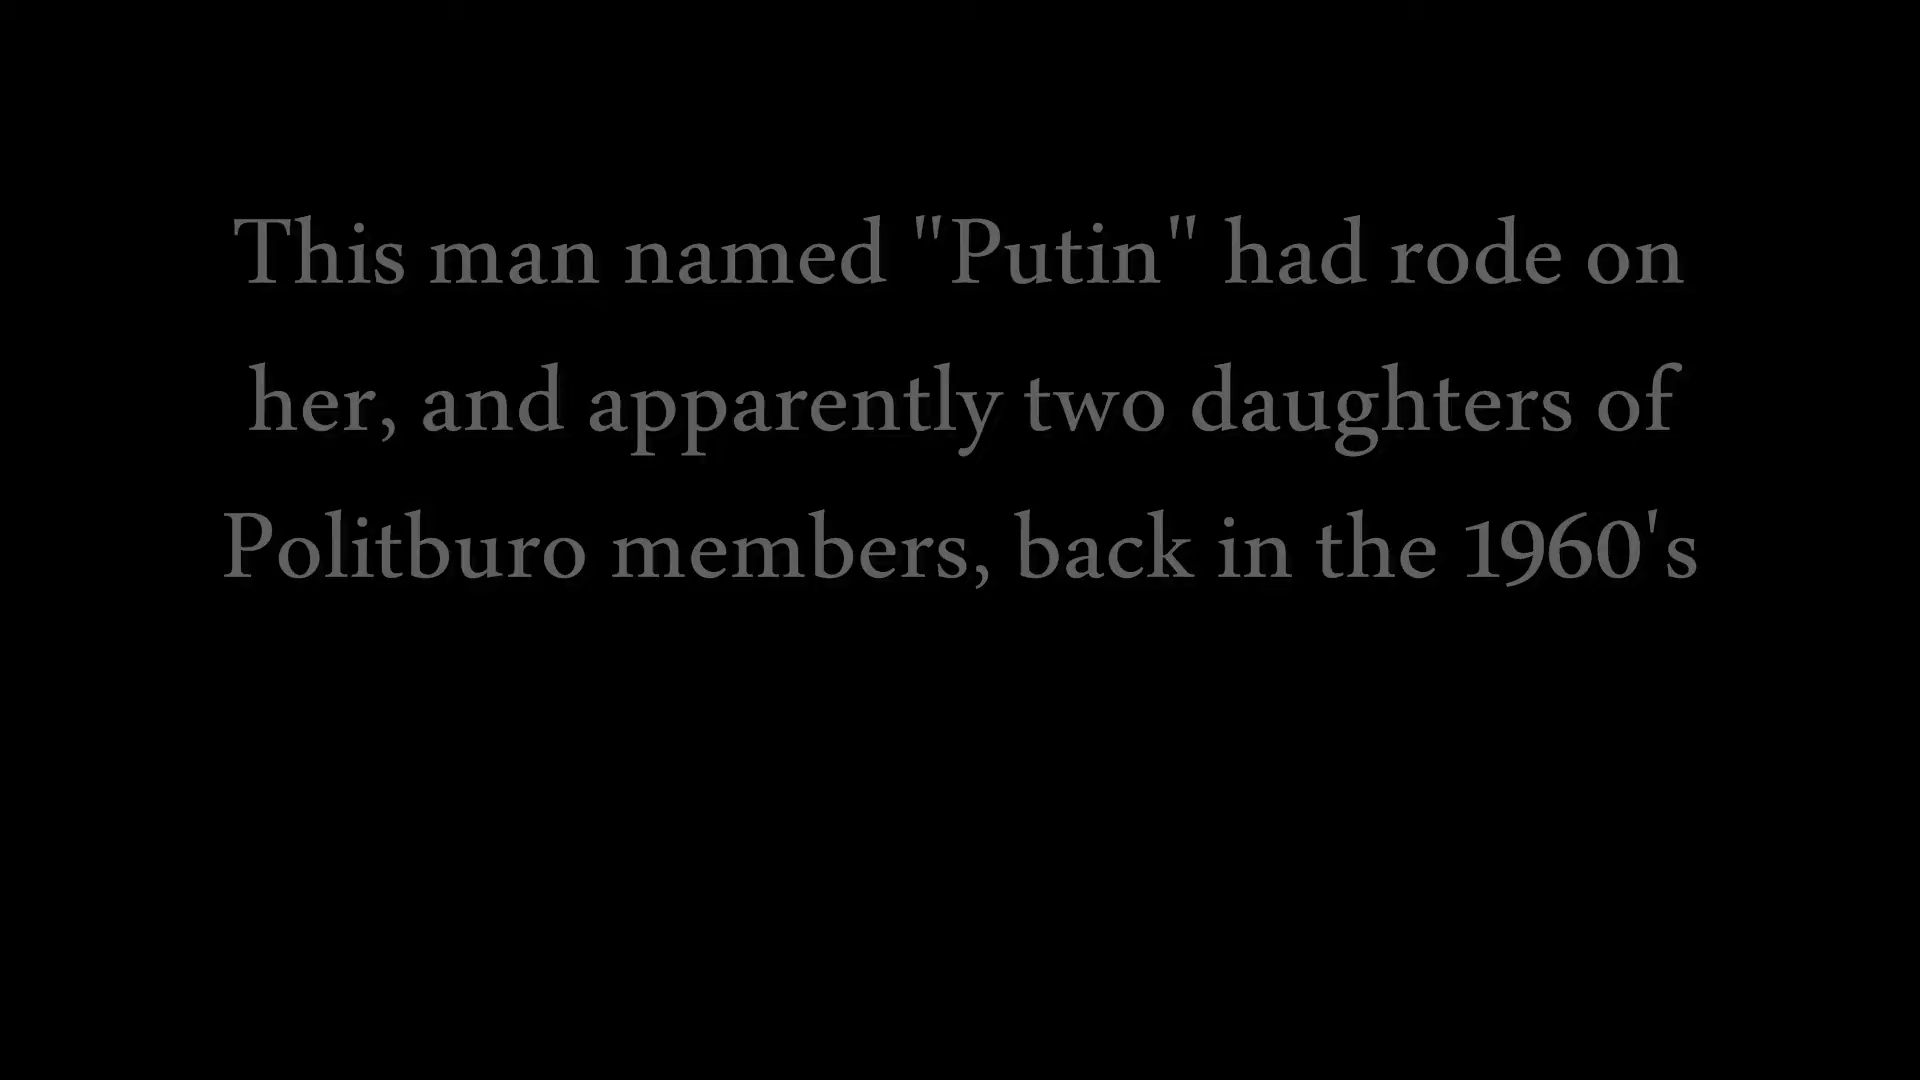 This man named "Putin" had rode on
her, and apparently two daughters of
Politburo members, back in the 1960's